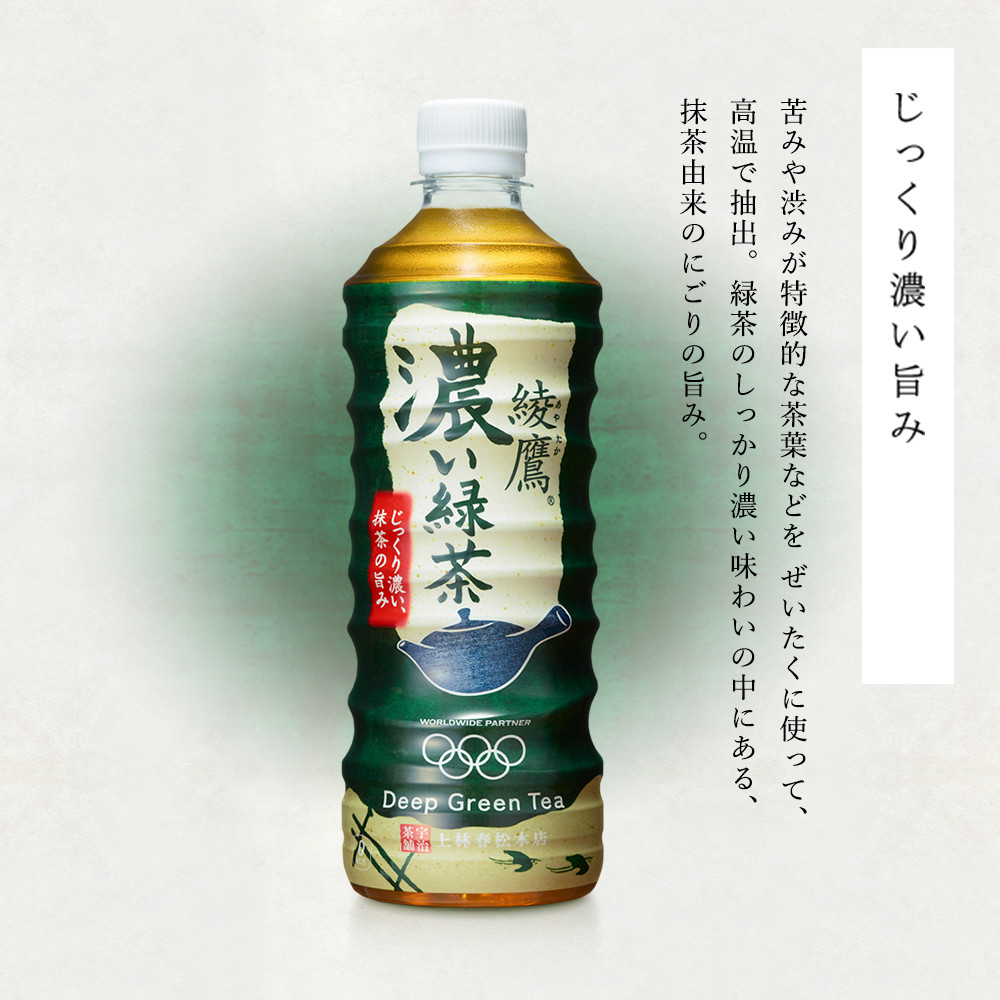 じっくり濃い旨み
苦みや渋みが特徴的な茶葉などを ぜいたくに使って、
高温で抽出。緑茶のしっかり濃い味わいの中にある、
抹茶由来のにごりの旨み。
綾鷹®
あやたか
濃い緑茶
じっくり濃い、
抹茶の旨み
WORLDWIDE PARTNER
Deep Green Tea
宇治
茶舗
上林春松本店